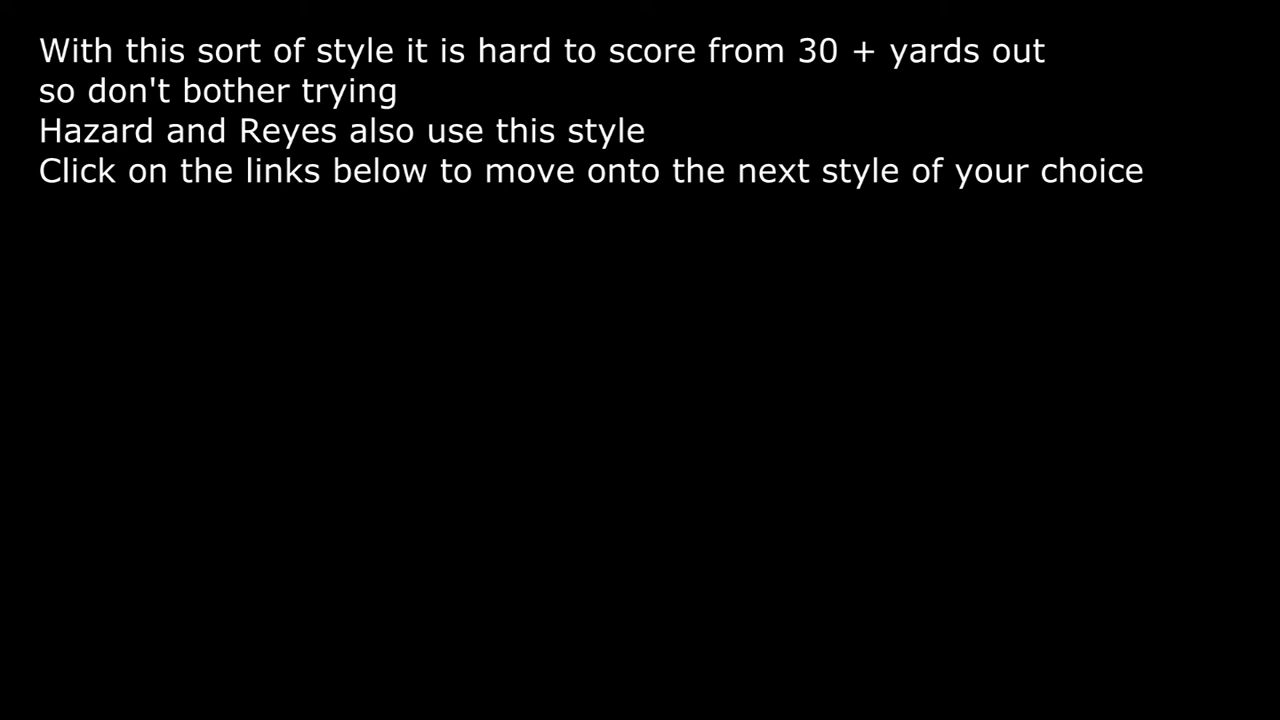 With this sort of style it is hard to score from 30 + yards out
so don't bother trying
Hazard and Reyes also use this style
Click on the links below to move onto the next style of your choice